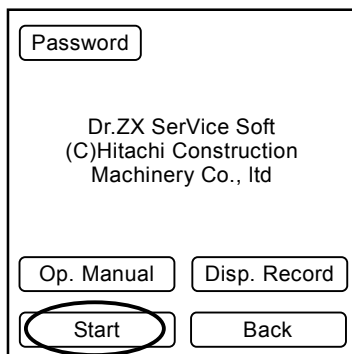 Password
Dr.ZX SerVice Soft
(C)Hitachi Construction
Machinery Co., ltd
Op. Manual
Disp. Record
Start
Back